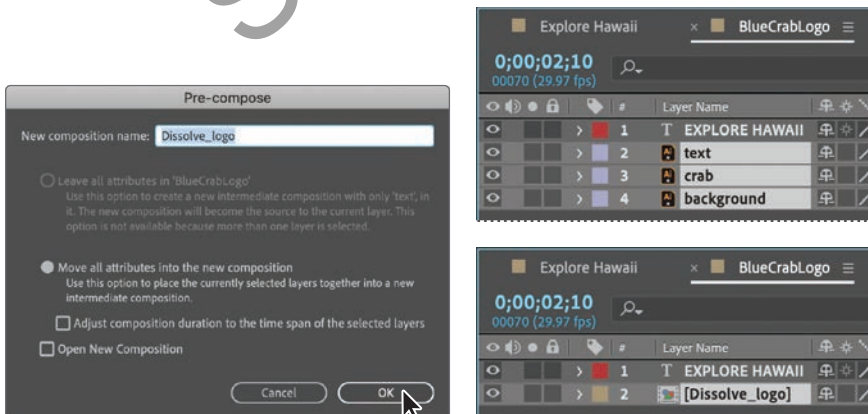 Pre-compose
New composition name: Dissolve_logo
Leave all attributes in 'BlueCrabLogo'
Use this option to create a new intermediate composition with only 'text', in
it. The new composition will become the source to the current layer. This
option is not available because more than one layer is selected.
Move all attributes into the new composition
Use this option to place the currently selected layers together into a new
intermediate composition.
Adjust composition duration to the time span of the selected layers
Open New Composition
Cancel OK
Explore Hawaii × BlueCrabLogo
0;00;02;10
00070 (29.97 fps)
# Layer Name
1 T EXPLORE HAWAII
2 Ai text
3 Ai crab
4 Ai background
Explore Hawaii × BlueCrabLogo
0;00;02;10
00070 (29.97 fps)
# Layer Name
1 T EXPLORE HAWAII
2 [Dissolve_logo]